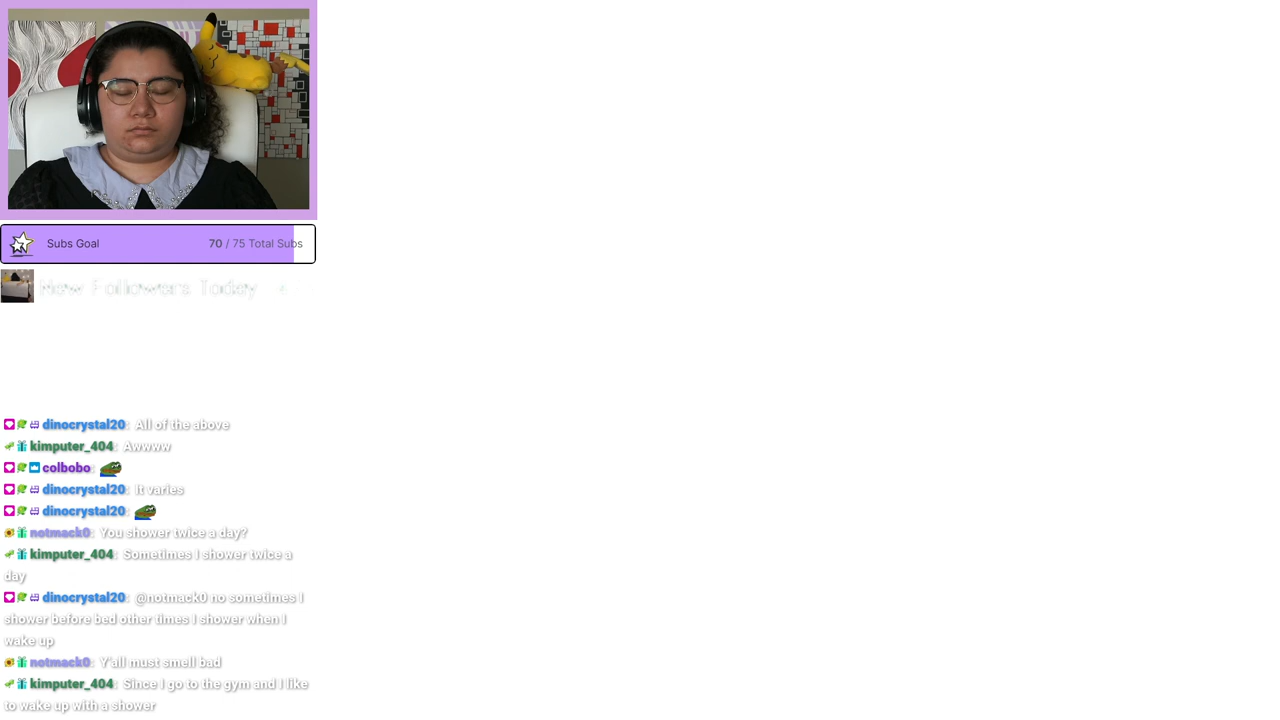 Subs Goal 70 / 75 Total Subs
New Followers Today
dinocrystal20: All of the above
kimputer_404: Awwww
colbobo:
dinocrystal20: It varies
dinocrystal20:
notmack0: You shower twice a day?
kimputer_404: Sometimes I shower twice a
day
dinocrystal20: @notmack0 no sometimes I
shower before bed other times I shower when I
wake up
notmack0: Y'all must smell bad
kimputer_404: Since I go to the gym and I like
to wake up with a shower